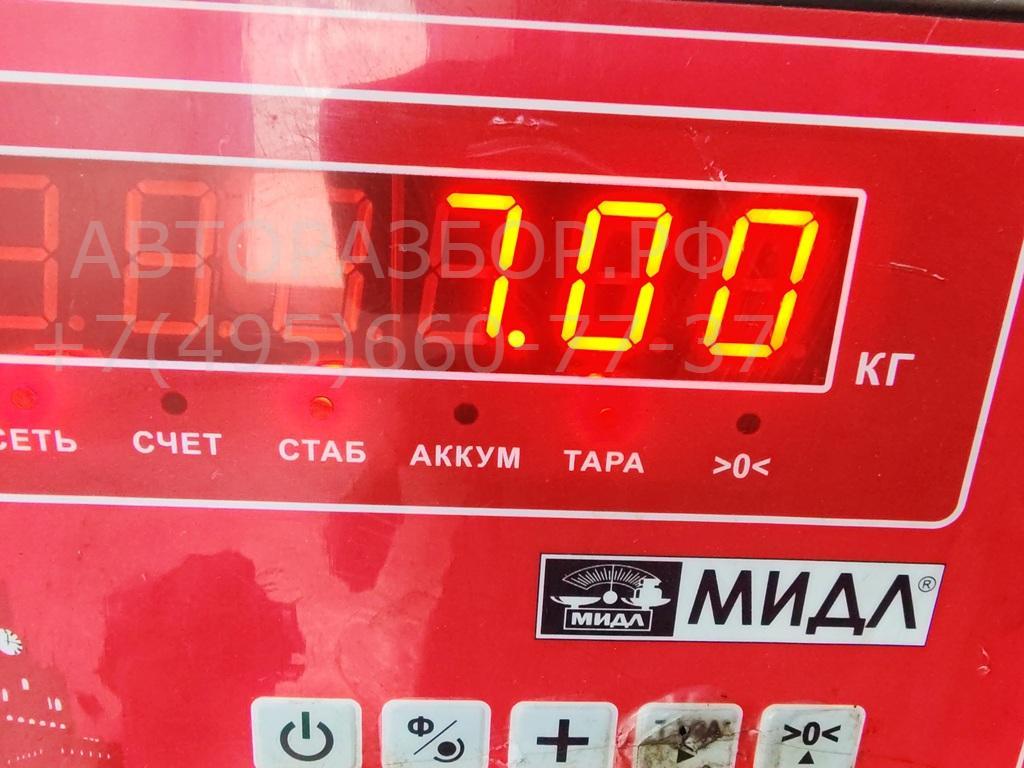 7.00
АВТОРАЗБОР.РФ
+7(495)660-77-37
КГ
СЕТЬ СЧЕТ СТАБ АККУМ ТАРА >0<
МИДЛ МИДЛ®
Ф
+
>0<